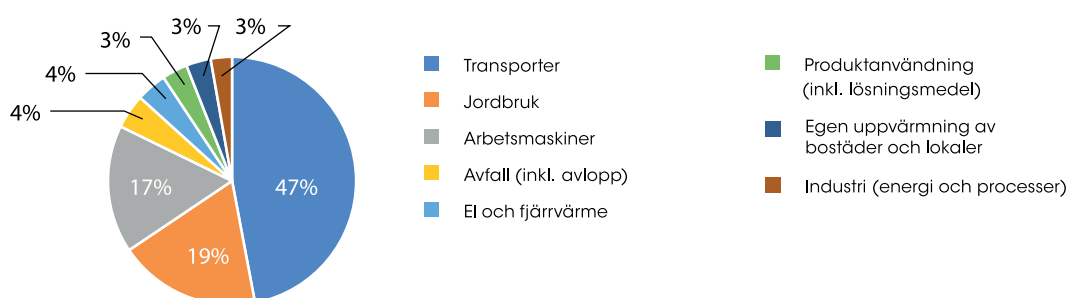 3%
3%
3%
4%
4%
17%
47%
19%
Transporter
Jordbruk
Arbetsmaskiner
Avfall (inkl. avlopp)
El och fjärrvärme
Produktanvändning
(inkl. lösningsmedel)
Egen uppvärmning av
bostäder och lokaler
Industri (energi och processer)